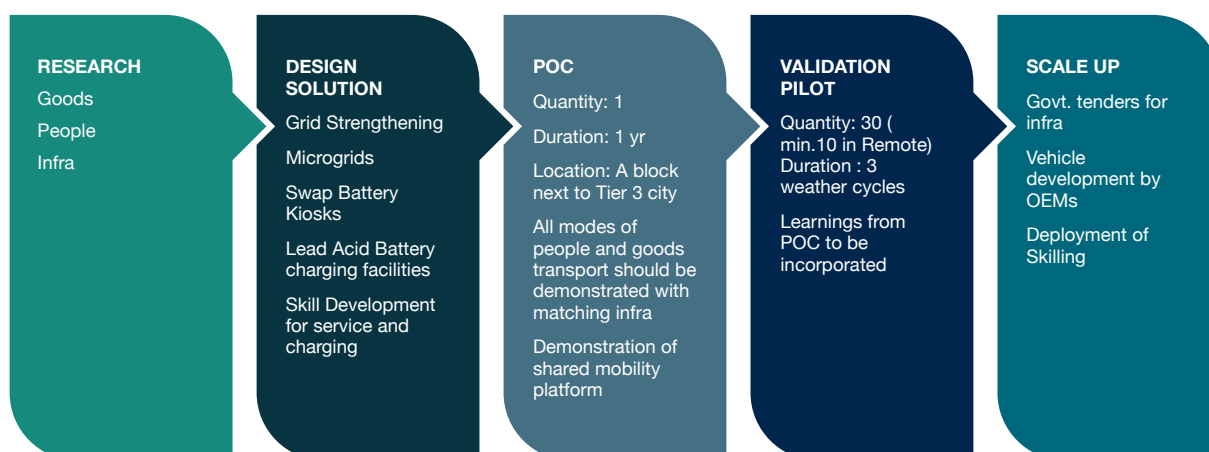 RESEARCH
Goods
People
Infra
DESIGN
SOLUTION
Grid Strengthening
Microgrids
Swap Battery
Kiosks
Lead Acid Battery
charging facilities
Skill Development
for service and
charging
POC
Quantity: 1
Duration: 1 yr
Location: A block
next to Tier 3 city
All modes of
people and goods
transport should be
demonstrated with
matching infra
Demonstration of
shared mobility
platform
VALIDATION
PILOT
Quantity: 30 (
min.10 in Remote)
Duration : 3
weather cycles
Learnings from
POC to be
incorporated
SCALE UP
Govt. tenders for
infra
Vehicle
development by
OEMs
Deployment of
Skilling